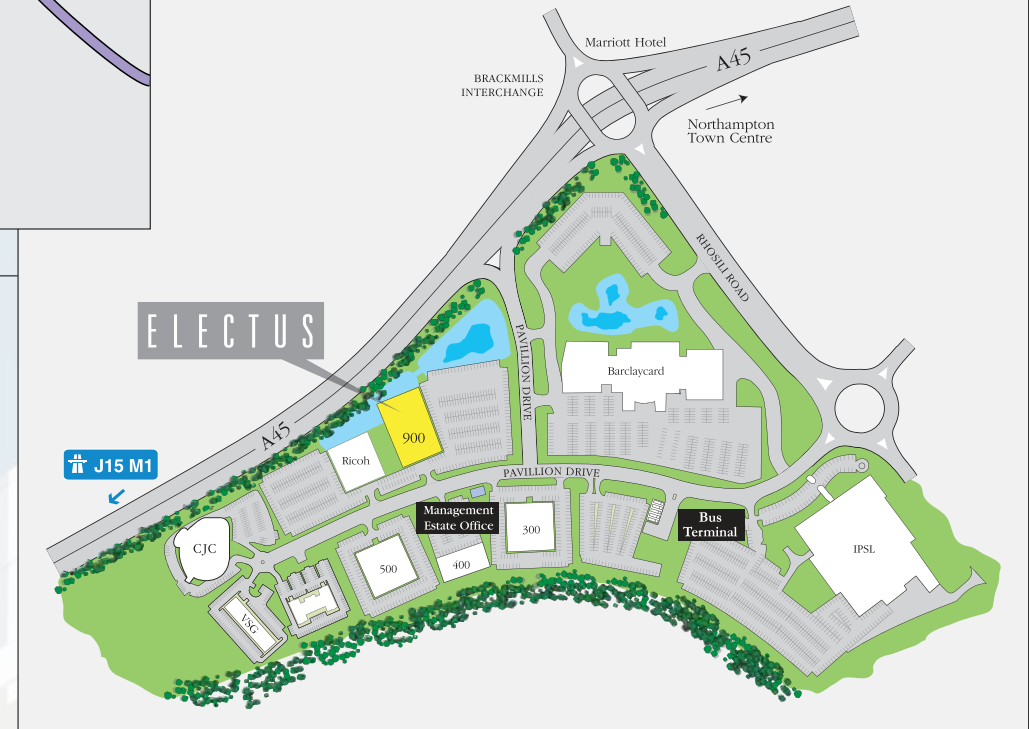 Marriott Hotel
A45
BRACKMILLS
INTERCHANGE
Northampton
Town Centre
RHOSILI ROAD
ELECTUS
PAVILLION DRIVE
Barclaycard
A45
900
Ricoh
J15 M1
PAVILLION DRIVE
Management
Estate Office
300
Bus
Terminal
CJC
500
400
IPSL
VSG